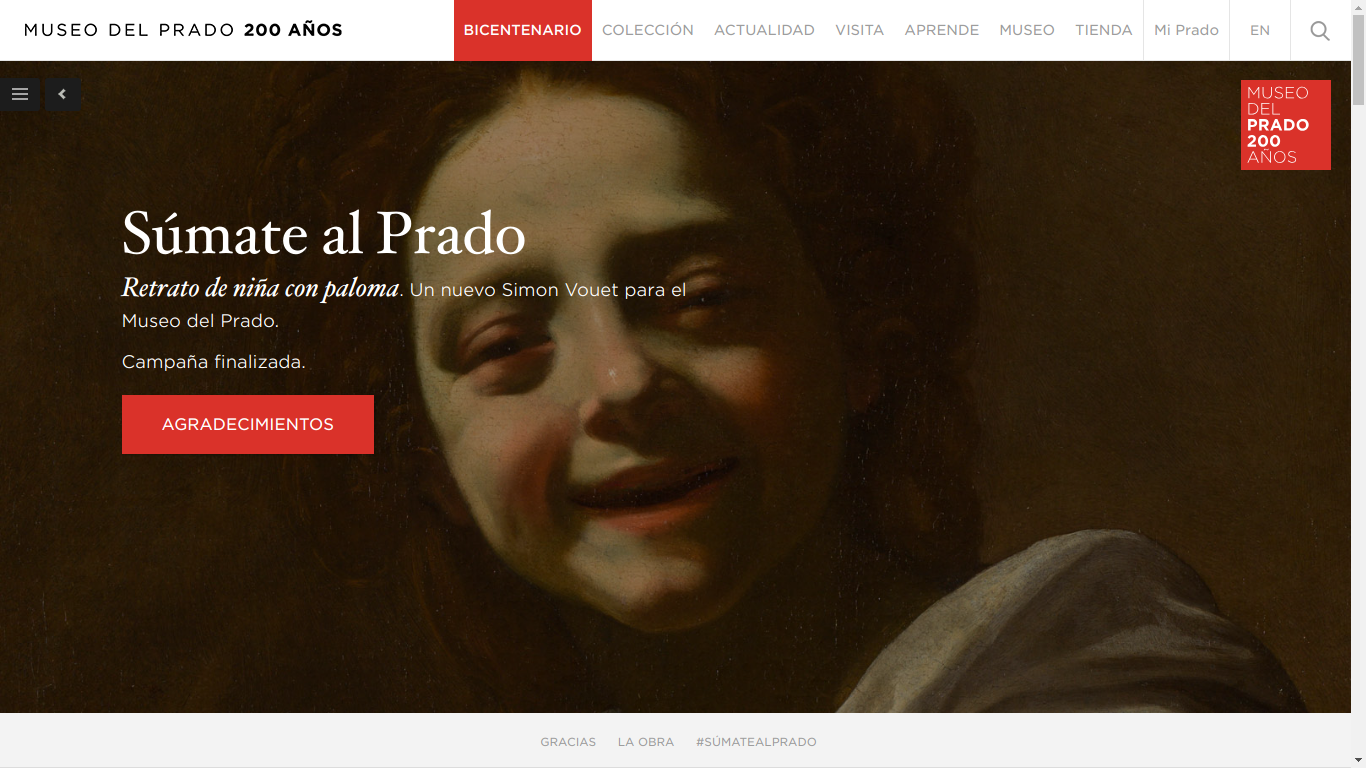 MUSEO DEL PRADO 200 AÑOS
BICENTENARIO COLECCIÓN ACTUALIDAD VISITA APRENDE MUSEO TIENDA Mi Prado EN
MUSEO
DEL
PRADO
200
AÑOS
Súmate al Prado
Retrato de niña con paloma. Un nuevo Simon Vouet para el
Museo del Prado.
Campaña finalizada.
AGRADECIMIENTOS
GRACIAS LA OBRA #SÚMATEALPRADO